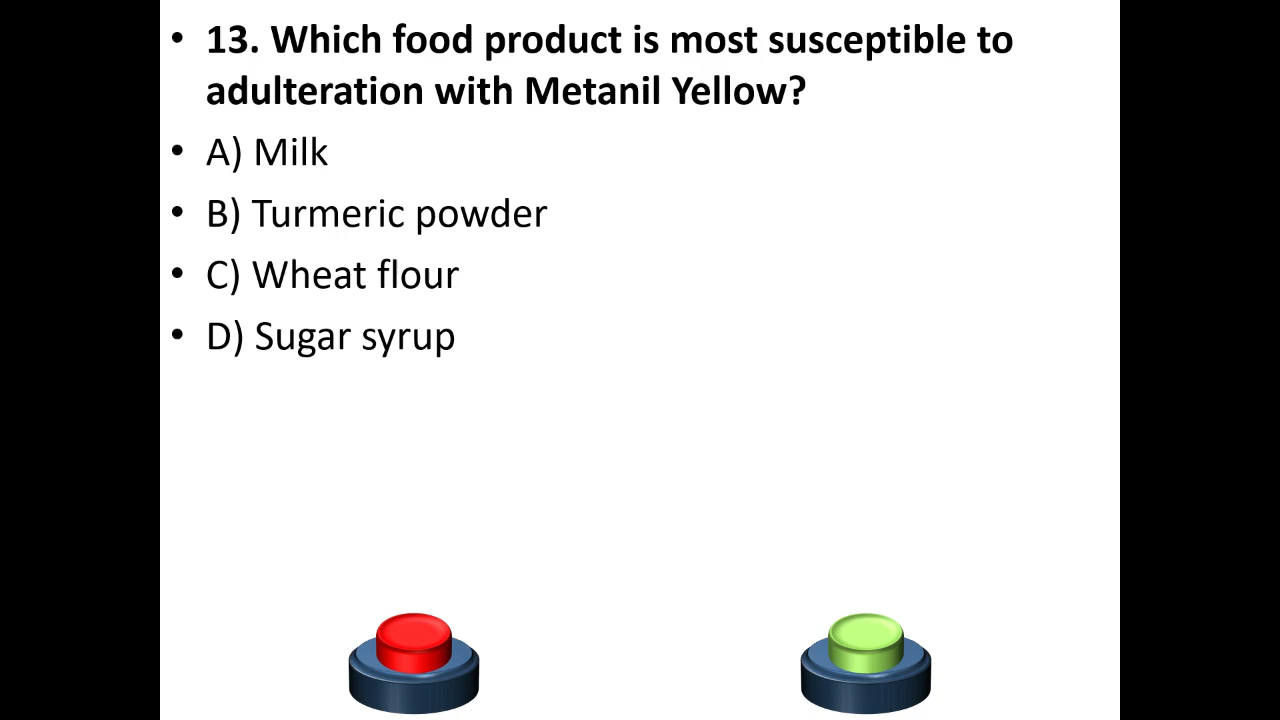 • 13. Which food product is most susceptible to
adulteration with Metanil Yellow?
• A) Milk
• B) Turmeric powder
• C) Wheat flour
• D) Sugar syrup